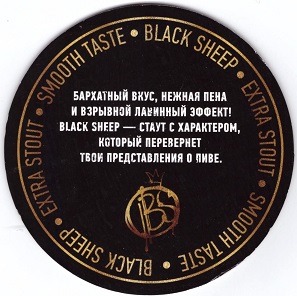 SMOOTH TASTE • BLACK SHEEP • EXTRA STOUT • SMOOTH TASTE • BLACK SHEEP • EXTRA STOUT •
БАРХАТНЫЙ ВКУС, НЕЖНАЯ ПЕНА
И ВЗРЫВНОЙ ЛАВИННЫЙ ЭФФЕКТ!
BLACK SHEEP — СТАУТ С ХАРАКТЕРОМ,
КОТОРЫЙ ПЕРЕВЕРНЕТ
ТВОИ ПРЕДСТАВЛЕНИЯ О ПИВЕ.
BS